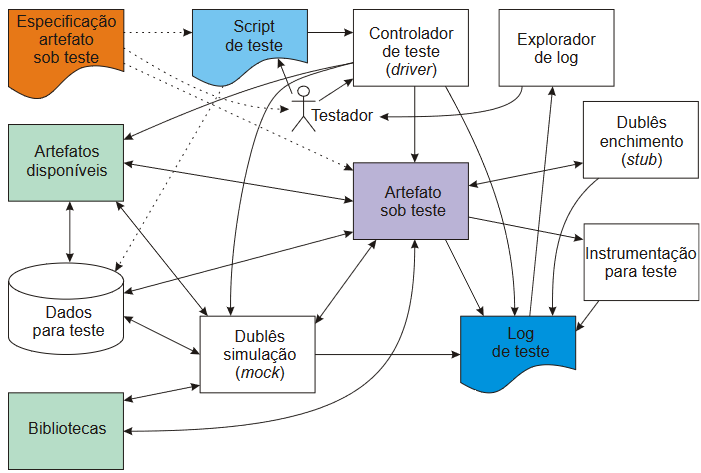 Especificação
artefato
sob teste
Script
de teste
Controlador
de teste
(driver)
Explorador
de log
Testador
Dublês
enchimento
(stub)
Artefatos
disponíveis
Artefato
sob teste
Instrumentação
para teste
Dados
para teste
Dublês
simulação
(mock)
Log
de teste
Bibliotecas